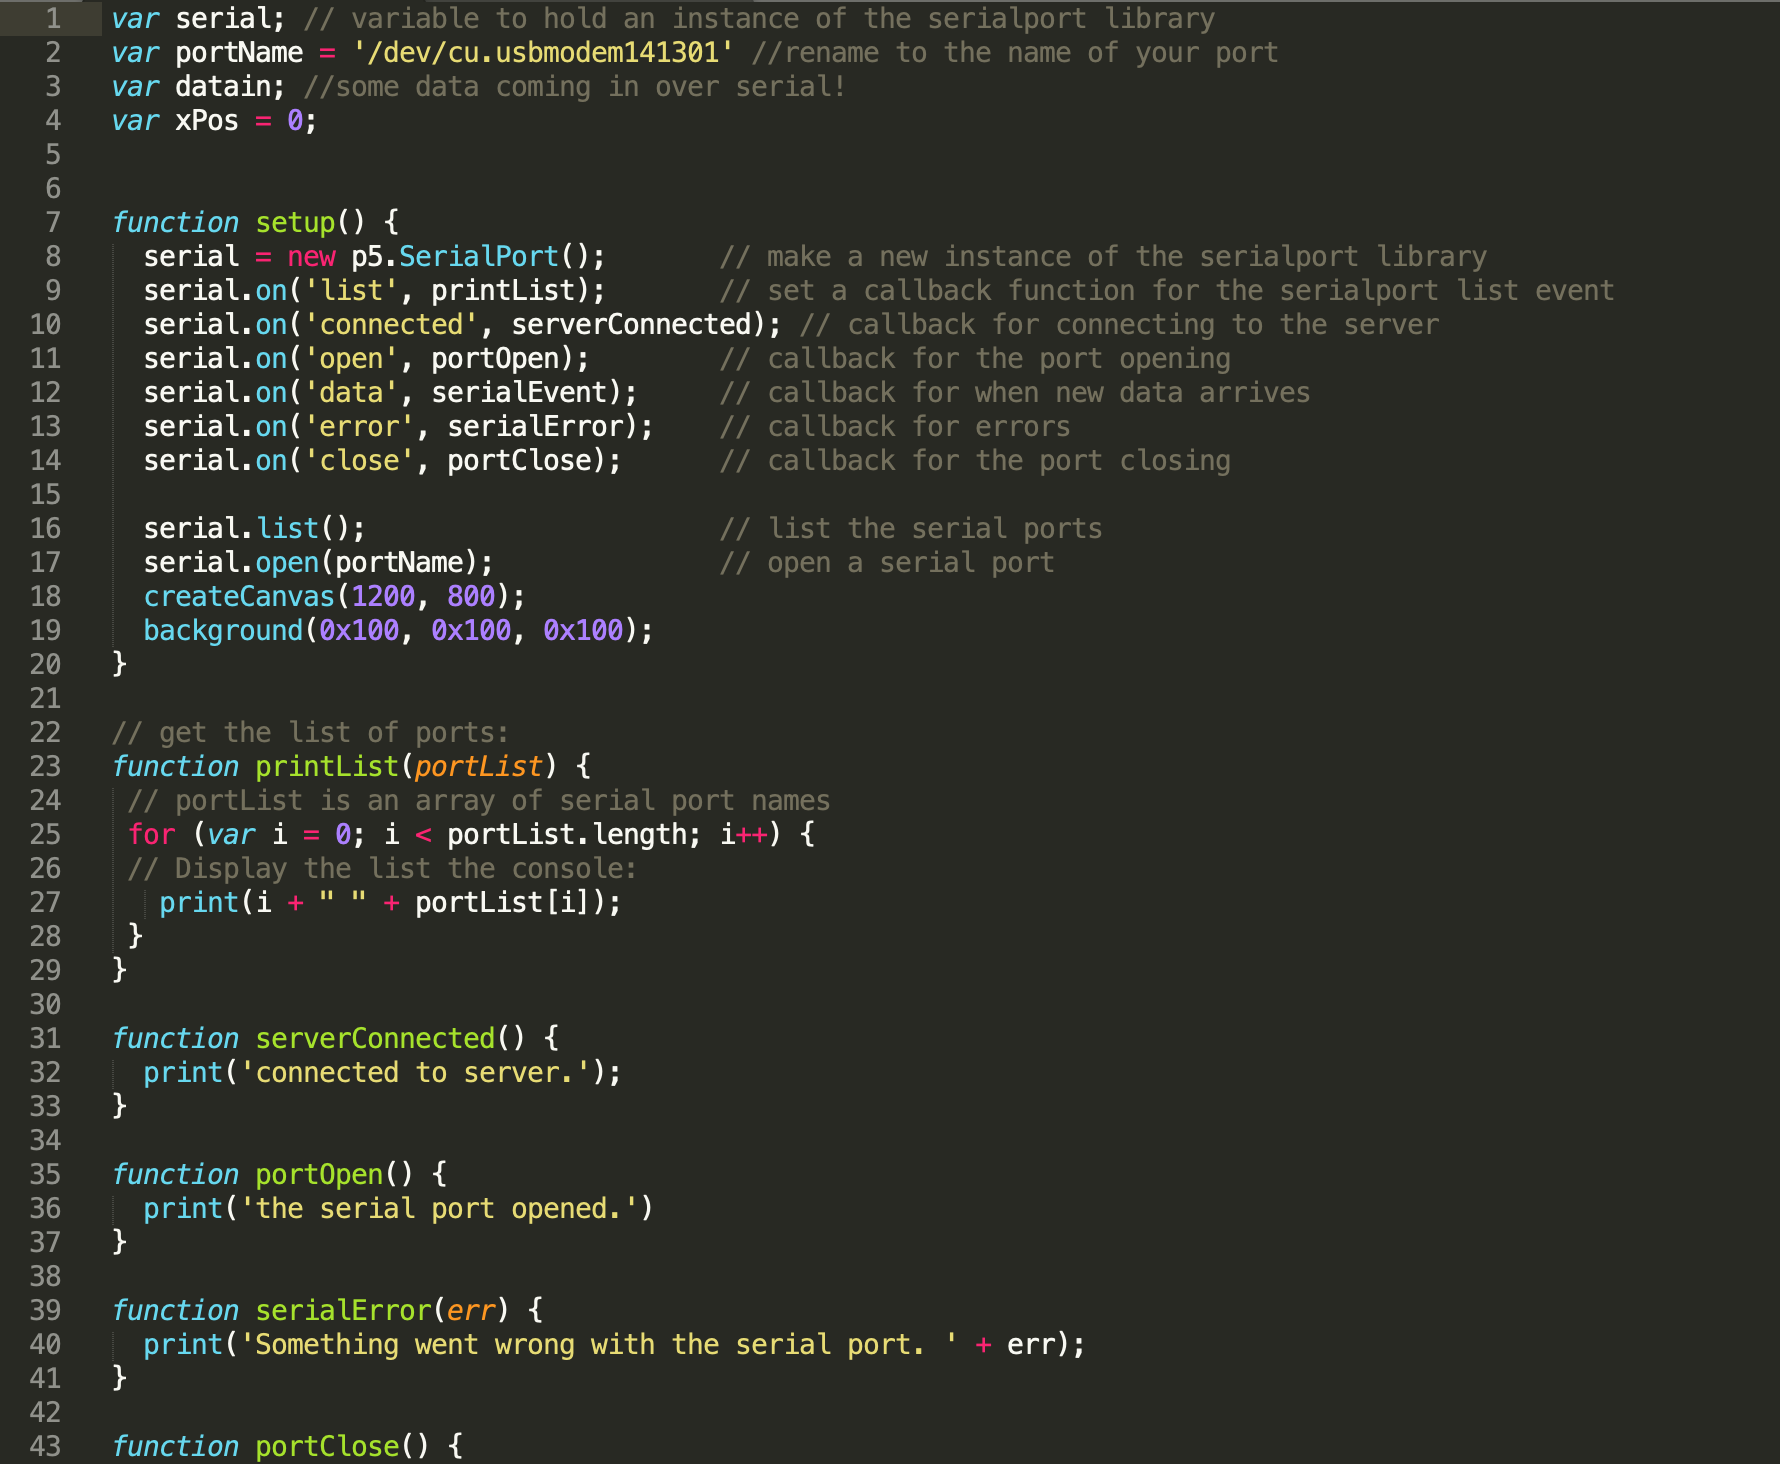 1 var serial; // variable to hold an instance of the serialport library
2 var portName = '/dev/cu.usbmodem141301' //rename to the name of your port
3 var datain; //some data coming in over serial!
4 var xPos = 0;
5
6
7 function setup() {
8 serial = new p5.SerialPort(); // make a new instance of the serialport library
9 serial.on('list', printList); // set a callback function for the serialport list event
10 serial.on('connected', serverConnected); // callback for connecting to the server
11 serial.on('open', portOpen); // callback for the port opening
12 serial.on('data', serialEvent); // callback for when new data arrives
13 serial.on('error', serialError); // callback for errors
14 serial.on('close', portClose); // callback for the port closing
15
16 serial.list(); // list the serial ports
17 serial.open(portName); // open a serial port
18 createCanvas(1200, 800);
19 background(0x100, 0x100, 0x100);
20 }
21
22 // get the list of ports:
23 function printList(portList) {
24 // portList is an array of serial port names
25 for (var i = 0; i < portList.length; i++) {
26 // Display the list the console:
27 print(i + " " + portList[i]);
28 }
29 }
30
31 function serverConnected() {
32 print('connected to server.');
33 }
34
35 function portOpen() {
36 print('the serial port opened.')
37 }
38
39 function serialError(err) {
40 print('Something went wrong with the serial port. ' + err);
41 }
42
43 function portClose() {